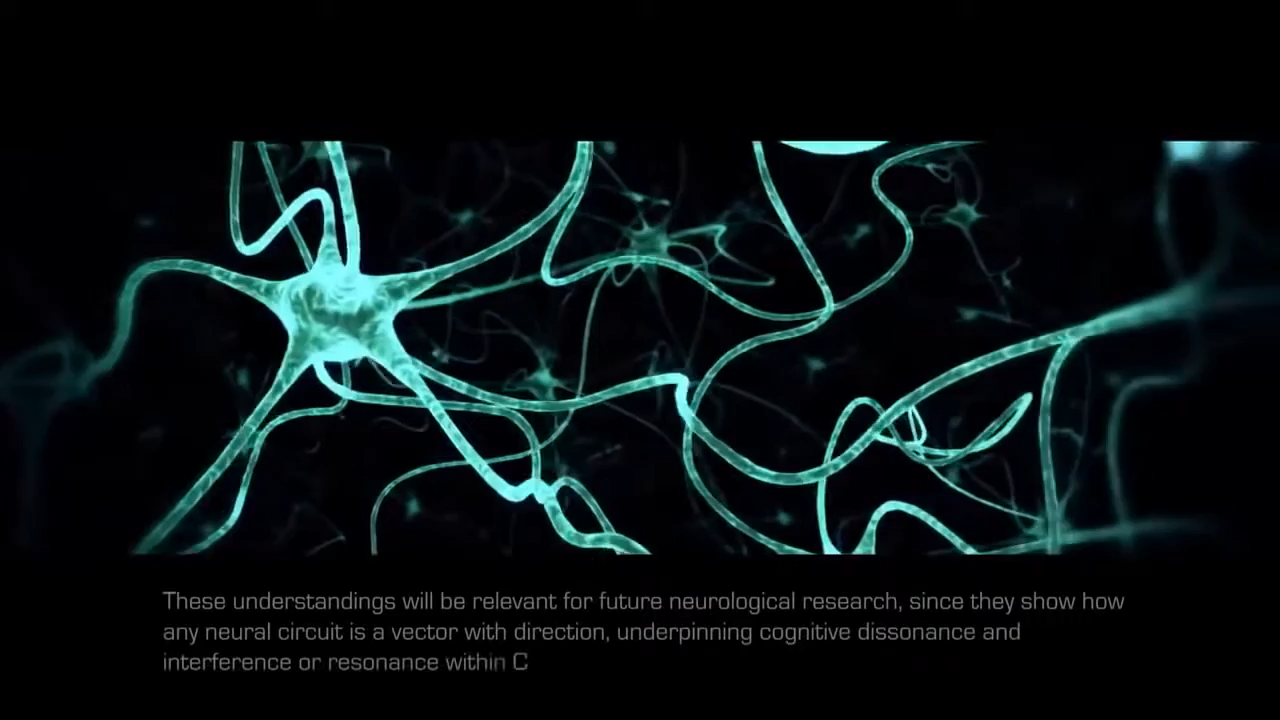 These understandings will be relevant for future neurological research, since they show how
any neural circuit is a vector with direction, underpinning cognitive dissonance and
interference or resonance within C